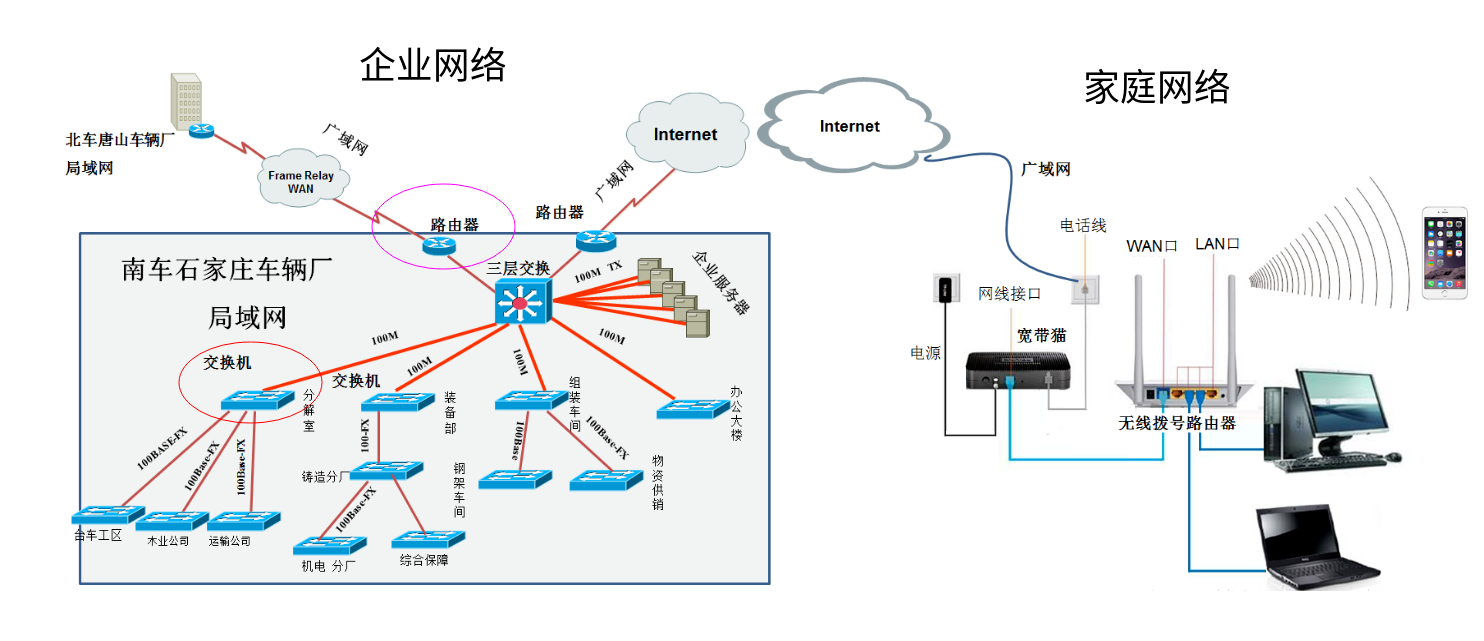 企业网络
家庭网络
北车唐山车辆厂
局域网
广域网
Frame Relay
WAN
Internet
广域网
路由器
路由器
南车石家庄车辆厂
局域网
三层交换
100M TX
企业服务器
100M
100M
100M
100M
交换机
分解室
交换机
装备部
组装车间
办公大楼
100BASE-FX
100Base-FX
100Base-FX
100-FX
100Base
100Base-FX
铸造分厂
钢架车间
物资供销
100Base-FX
台车工区
木业公司
运输公司
机电 分厂
综合保障
Internet
广域网
电话线
WAN口
LAN口
网线接口
宽带猫
电源
无线拨号路由器